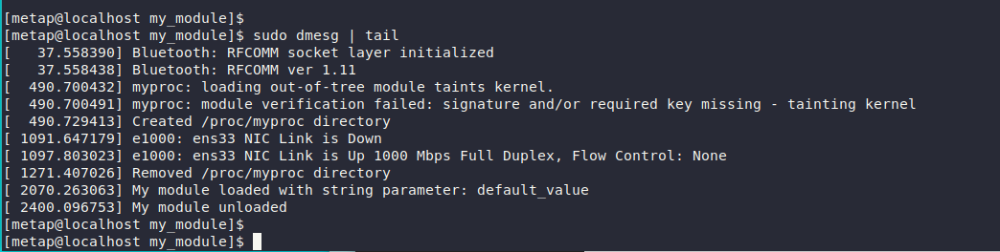 [metap@localhost my_module]$
[metap@localhost my_module]$ sudo dmesg | tail
[   37.558390] Bluetooth: RFCOMM socket layer initialized
[   37.558438] Bluetooth: RFCOMM ver 1.11
[  490.700432] myproc: loading out-of-tree module taints kernel.
[  490.700491] myproc: module verification failed: signature and/or required key missing - tainting kernel
[  490.729413] Created /proc/myproc directory
[ 1091.647179] e1000: ens33 NIC Link is Down
[ 1097.803023] e1000: ens33 NIC Link is Up 1000 Mbps Full Duplex, Flow Control: None
[ 1271.407026] Removed /proc/myproc directory
[ 2070.263063] My module loaded with string parameter: default_value
[ 2400.096753] My module unloaded
[metap@localhost my_module]$
[metap@localhost my_module]$